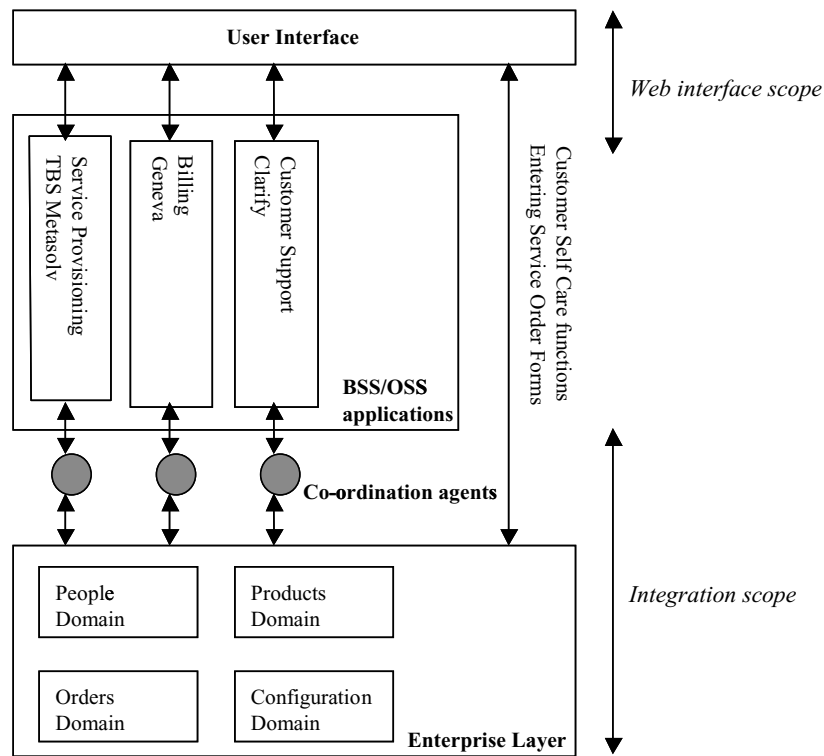 User Interface
Web interface scope
Service Provisioning
TBS Metasolv
Billing
Geneva
Customer Support
Clarify
Customer Self Care functions
Entering Service Order Forms
BSS/OSS
applications
Co-ordination agents
People
Domain
Products
Domain
Integration scope
Orders
Domain
Configuration
Domain
Enterprise Layer